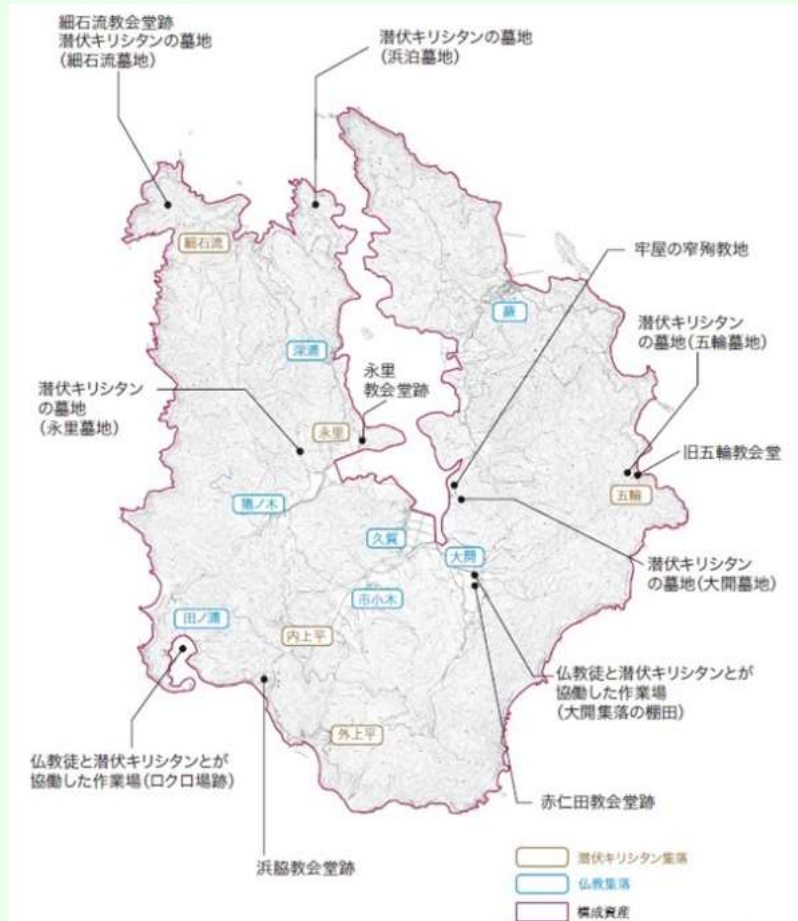 細石流教会堂跡
潜伏キリシタンの墓地
(細石流墓地)
潜伏キリシタンの墓地
(浜泊墓地)
細石流
牢屋の窄殉教地
蕨
潜伏キリシタン
の墓地(五輪墓地)
深浦
永里
教会堂跡
潜伏キリシタン
の墓地
(永里墓地)
永里
旧五輪教会堂
五輪
幾ノ木
久賀
大開
潜伏キリシタン
の墓地(大開墓地)
市小木
田ノ浦
内上平
仏教徒と潜伏キリシタンとが
協働した作業場
(大開集落の棚田)
外上平
仏教徒と潜伏キリシタンとが
協働した作業場(ロクロ場跡)
赤仁田教会堂跡
浜脇教会堂跡
潜伏キリシタン集落
仏教集落
構成資産